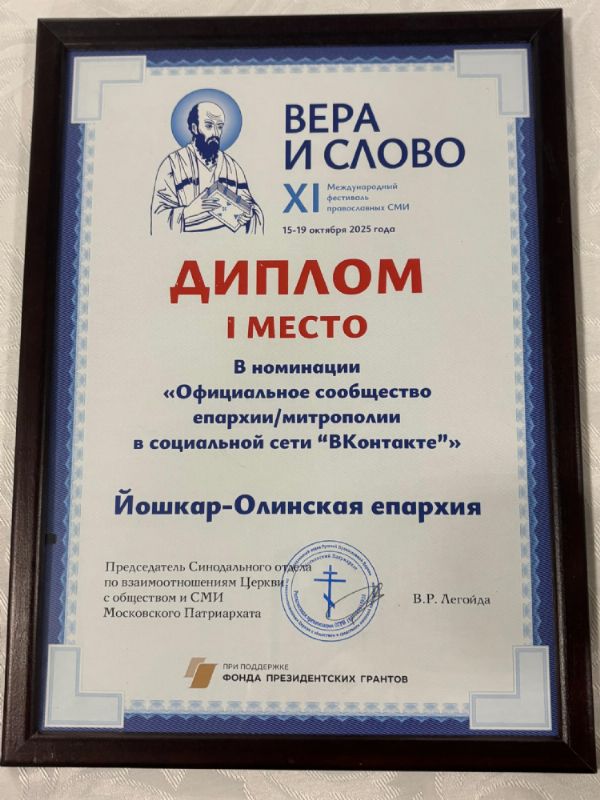 ВЕРА
И СЛОВО
XI
Международный
фестиваль
православных СМИ
15-19 октября 2025 года
ДИПЛОМ
I МЕСТО
В номинации
«Официальное сообщество
епархии/митрополии
в социальной сети “ВКонтакте”»
Йошкар-Олинская епархия
Председатель Синодального отдела
по взаимоотношениям Церкви
с обществом и СМИ
Московского Патриархата
В.Р. Легойда
ПРИ ПОДДЕРЖКЕ
ФОНДА ПРЕЗИДЕНТСКИХ ГРАНТОВ